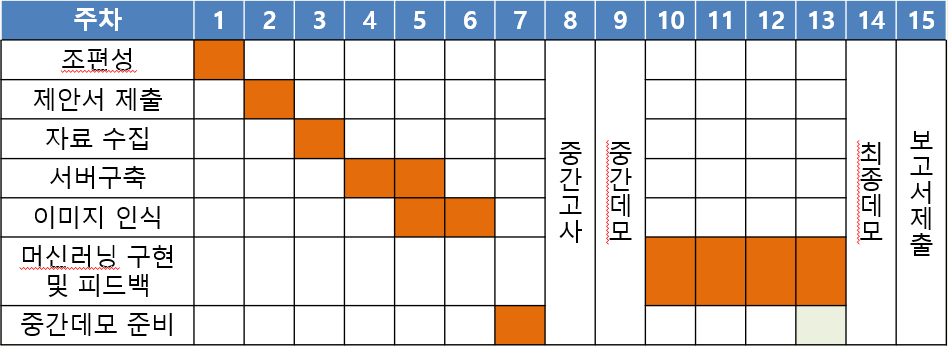 주차 1 2 3 4 5 6 7 8 9 10 11 12 13 14 15
조편성
제안서 제출
자료 수집
서버구축
이미지 인식
머신러닝 구현
및 피드백
중간데모 준비
중간고사
중간데모
최종데모
보고서제출